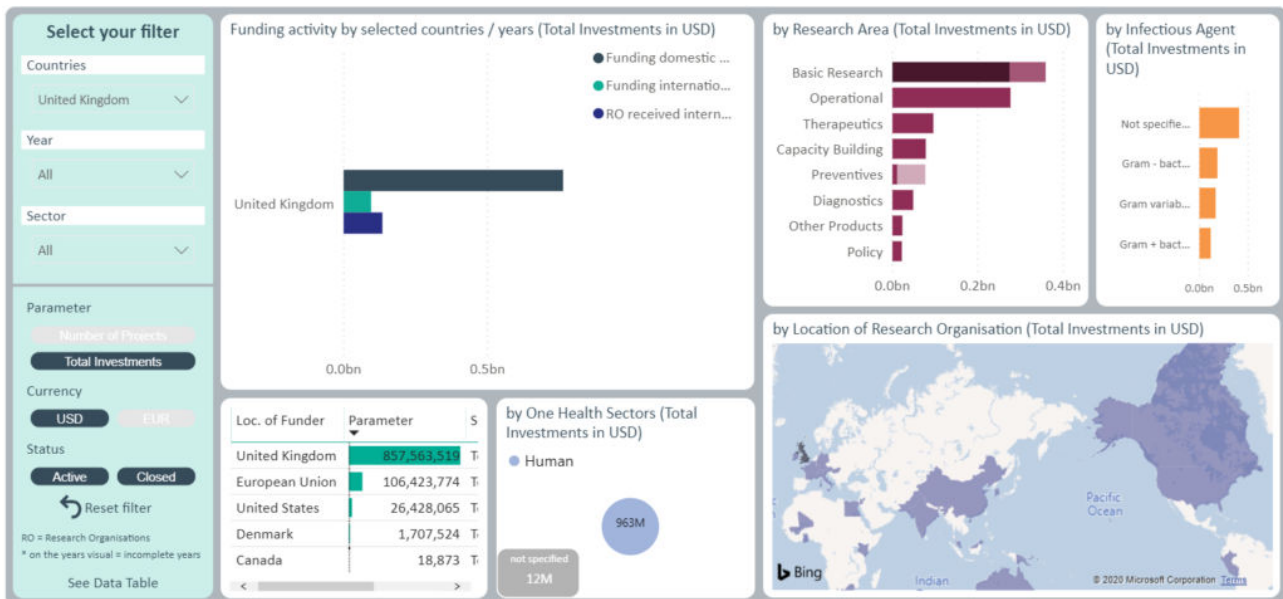 Select your filter
Countries
United Kingdom
Year
All
Sector
All
Parameter
Number of Projects
Total Investments
Currency
USD
EUR
Status
Active
Closed
Reset filter
RO = Research Organisations
* on the years visual = incomplete years
See Data Table
Funding activity by selected countries / years (Total Investments in USD)
Funding domestic ...
Funding internatio...
RO received intern...
United Kingdom
0.0bn
0.5bn
Loc. of Funder
Parameter
S
United Kingdom
857,563,519
European Union
106,423,774
United States
26,428,065
Denmark
1,707,524
Canada
18,873
by One Health Sectors (Total
Investments in USD)
Human
963M
not specified
12M
by Research Area (Total Investments in USD)
Basic Research
Operational
Therapeutics
Capacity Building
Preventives
Diagnostics
Other Products
Policy
0.0bn
0.2bn
0.4bn
by Infectious Agent
(Total Investments in
USD)
Not specifie...
Gram - bact...
Gram variab...
Gram + bact...
0.0bn
0.5bn
by Location of Research Organisation (Total Investments in USD)
Pacific
Ocean
Indian
Bing
© 2020 Microsoft Corporation Terms